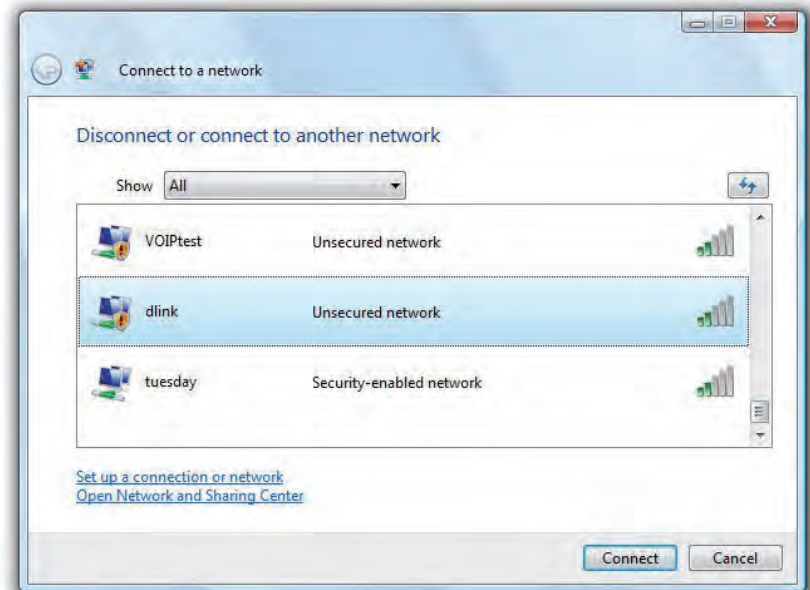 Connect to a network
Disconnect or connect to another network
Show All
VOIPtest Unsecured network
dlink Unsecured network
tuesday Security-enabled network
Set up a connection or network
Open Network and Sharing Center
Connect Cancel